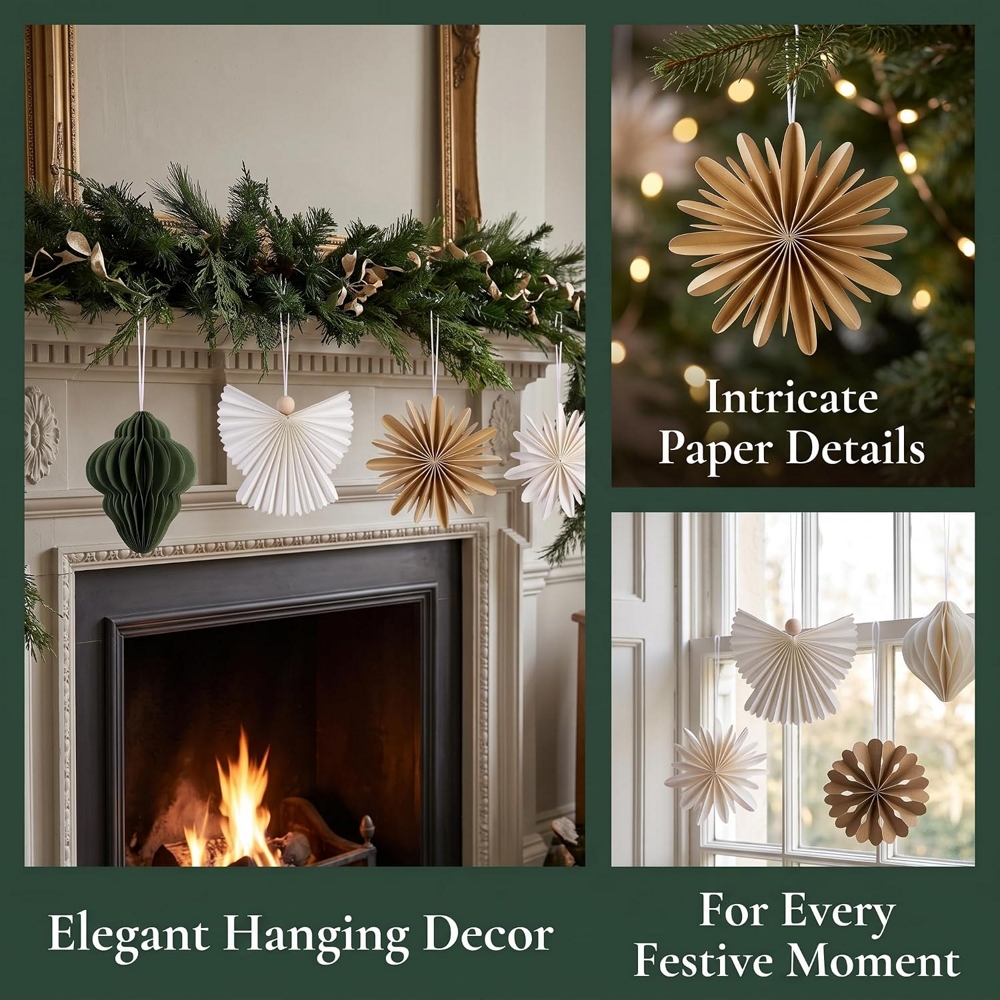 Intricate
Paper Details
Elegant Hanging Decor
For Every
Festive Moment